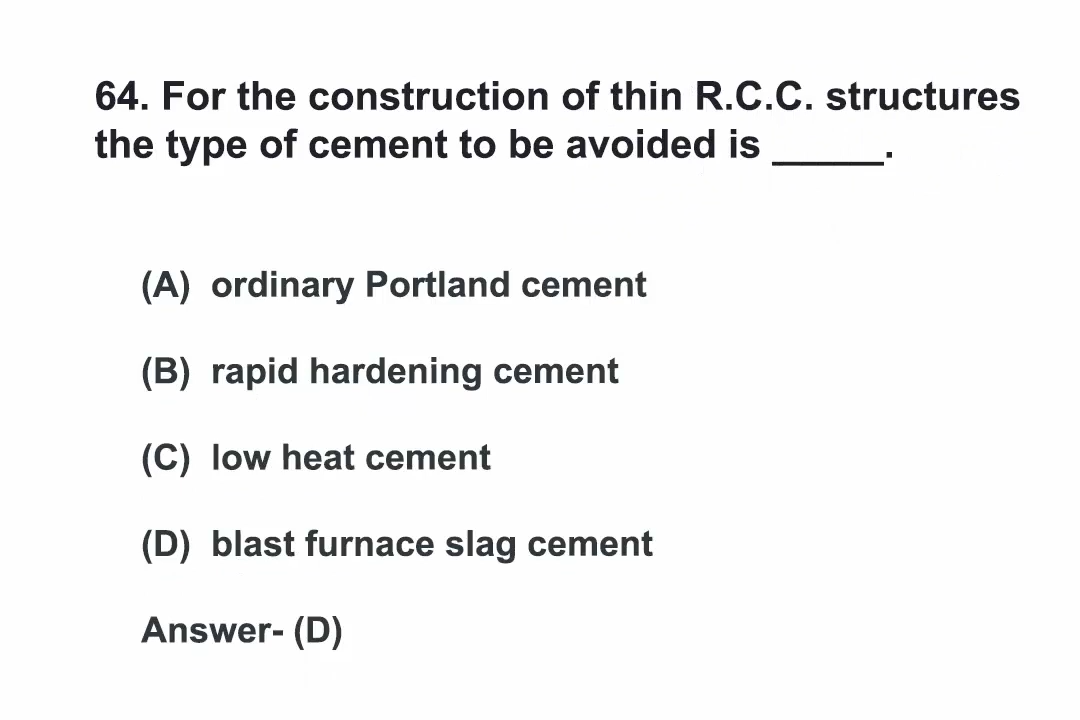 64. For the construction of thin R.C.C. structures
the type of cement to be avoided is _____.
(A) ordinary Portland cement
(B) rapid hardening cement
(C) low heat cement
(D) blast furnace slag cement
Answer- (D)